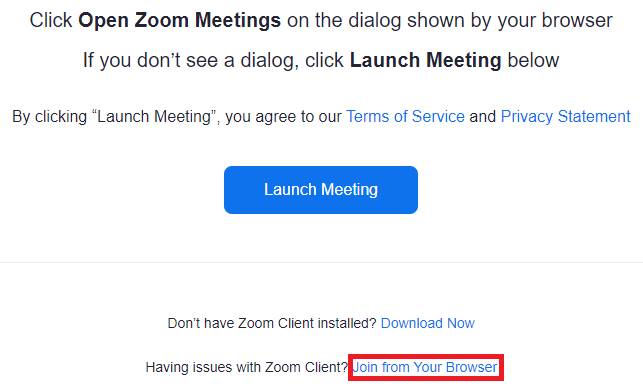 Click Open Zoom Meetings on the dialog shown by your browser
If you don’t see a dialog, click Launch Meeting below
By clicking “Launch Meeting”, you agree to our Terms of Service and Privacy Statement
Launch Meeting
Don’t have Zoom Client installed? Download Now
Having issues with Zoom Client? Join from Your Browser